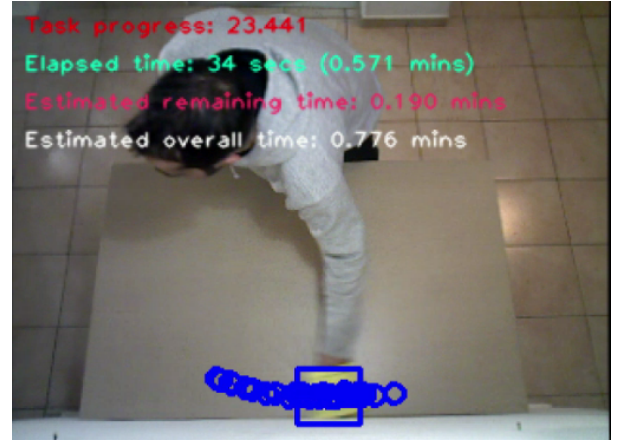 Task progress: 23.441
Elapsed time: 34 secs (0.571 mins)
Estimated remaining time: 0.190 mins
Estimated overall time: 0.776 mins